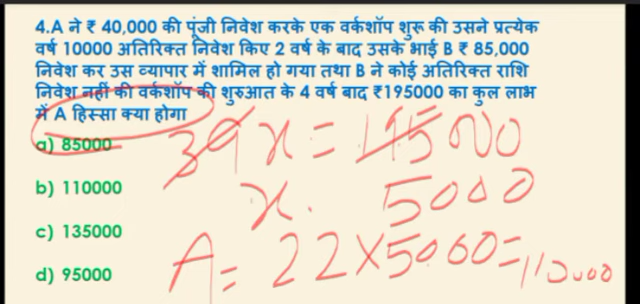 4.A ने ₹ 40,000 की पूंजी निवेश करके एक वर्कशॉप शुरू की उसने प्रत्येक
वर्ष 10000 अतिरिक्त निवेश किए 2 वर्ष के बाद उसके भाई B ₹ 85,000
निवेश कर उस व्यापार में शामिल हो गया तथा B ने कोई अतिरिक्त राशि
निवेश नहीं की वर्कशॉप की शुरुआत के 4 वर्ष बाद ₹195000 का कुल लाभ
में A हिस्सा क्या होगा
a) 85000
39x = 195000
b) 110000
x. 5000
c) 135000
A = 22×5000=110000
d) 95000